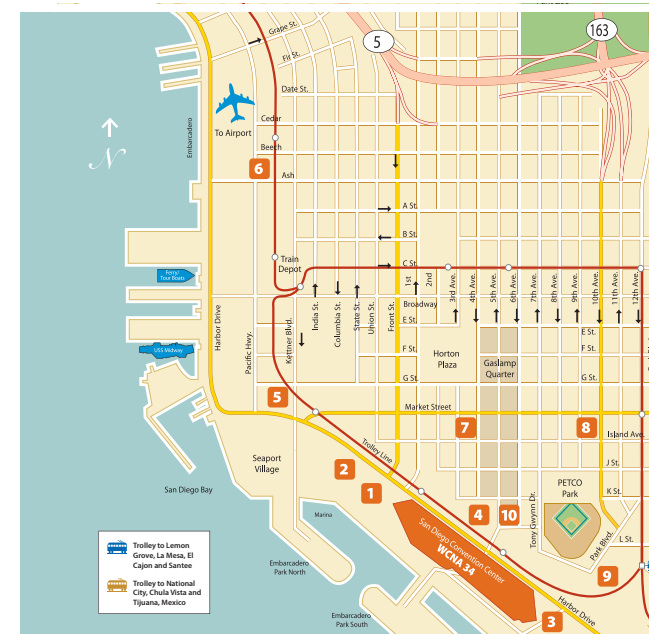 Grape St.
Fit St.
5
163
Date St.
To Airport
Cedar
Embarcadero
Beech
6
Ash
N
A St.
B St.
C St.
Train
Depot
Ferry/
Tour Boats
1st
2nd
3rd Ave.
4th Ave.
5th Ave.
6th Ave.
7th Ave.
8th Ave.
9th Ave.
10th Ave.
11th Ave.
12th Ave.
Broadway
Harbor Drive
Pacific Hwy.
Kettner Blvd.
India St.
Columbia St.
State St.
Union St.
Front St.
E St.
E St.
USS Midway
F St.
F St.
Horton
Plaza
Gaslamp
Quarter
G St.
G St.
5
Market Street
7
8
Island Ave.
Trolley Line
Seaport
Village
2
J St.
San Diego Bay
1
PETCO
Park
K St.
Marina
4
10
Tony Gwynn Dr.
San Diego Convention Center
WCNA 34
Park Blvd.
L St.
Trolley to Lemon
Grove, La Mesa, El
Cajon and Santee
Trolley to National
City, Chula Vista and
Tijuana, Mexico
Embarcadero
Park North
9
Harbor Drive
Embarcadero
Park South
3